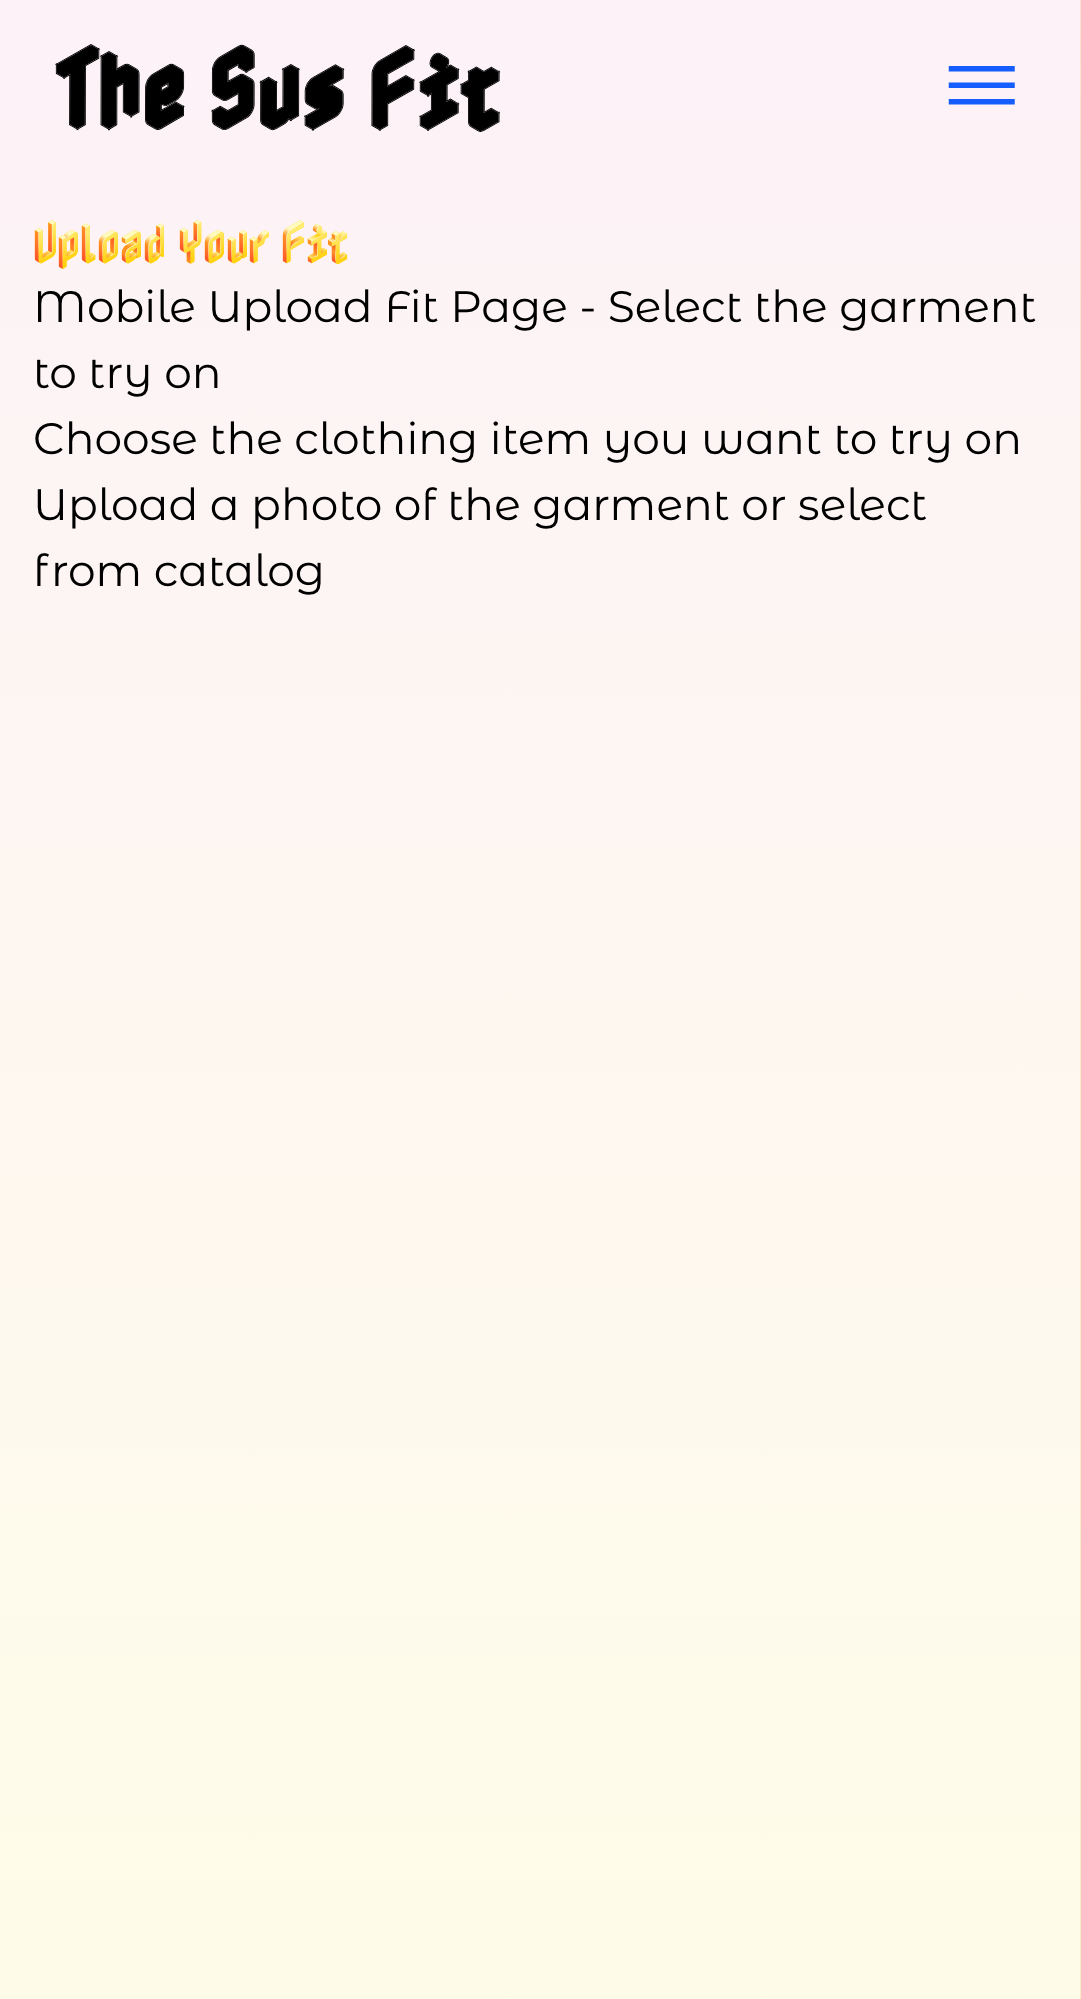 The Sus Fit
Upload Your Fit
Mobile Upload Fit Page - Select the garment
to try on
Choose the clothing item you want to try on
Upload a photo of the garment or select
from catalog